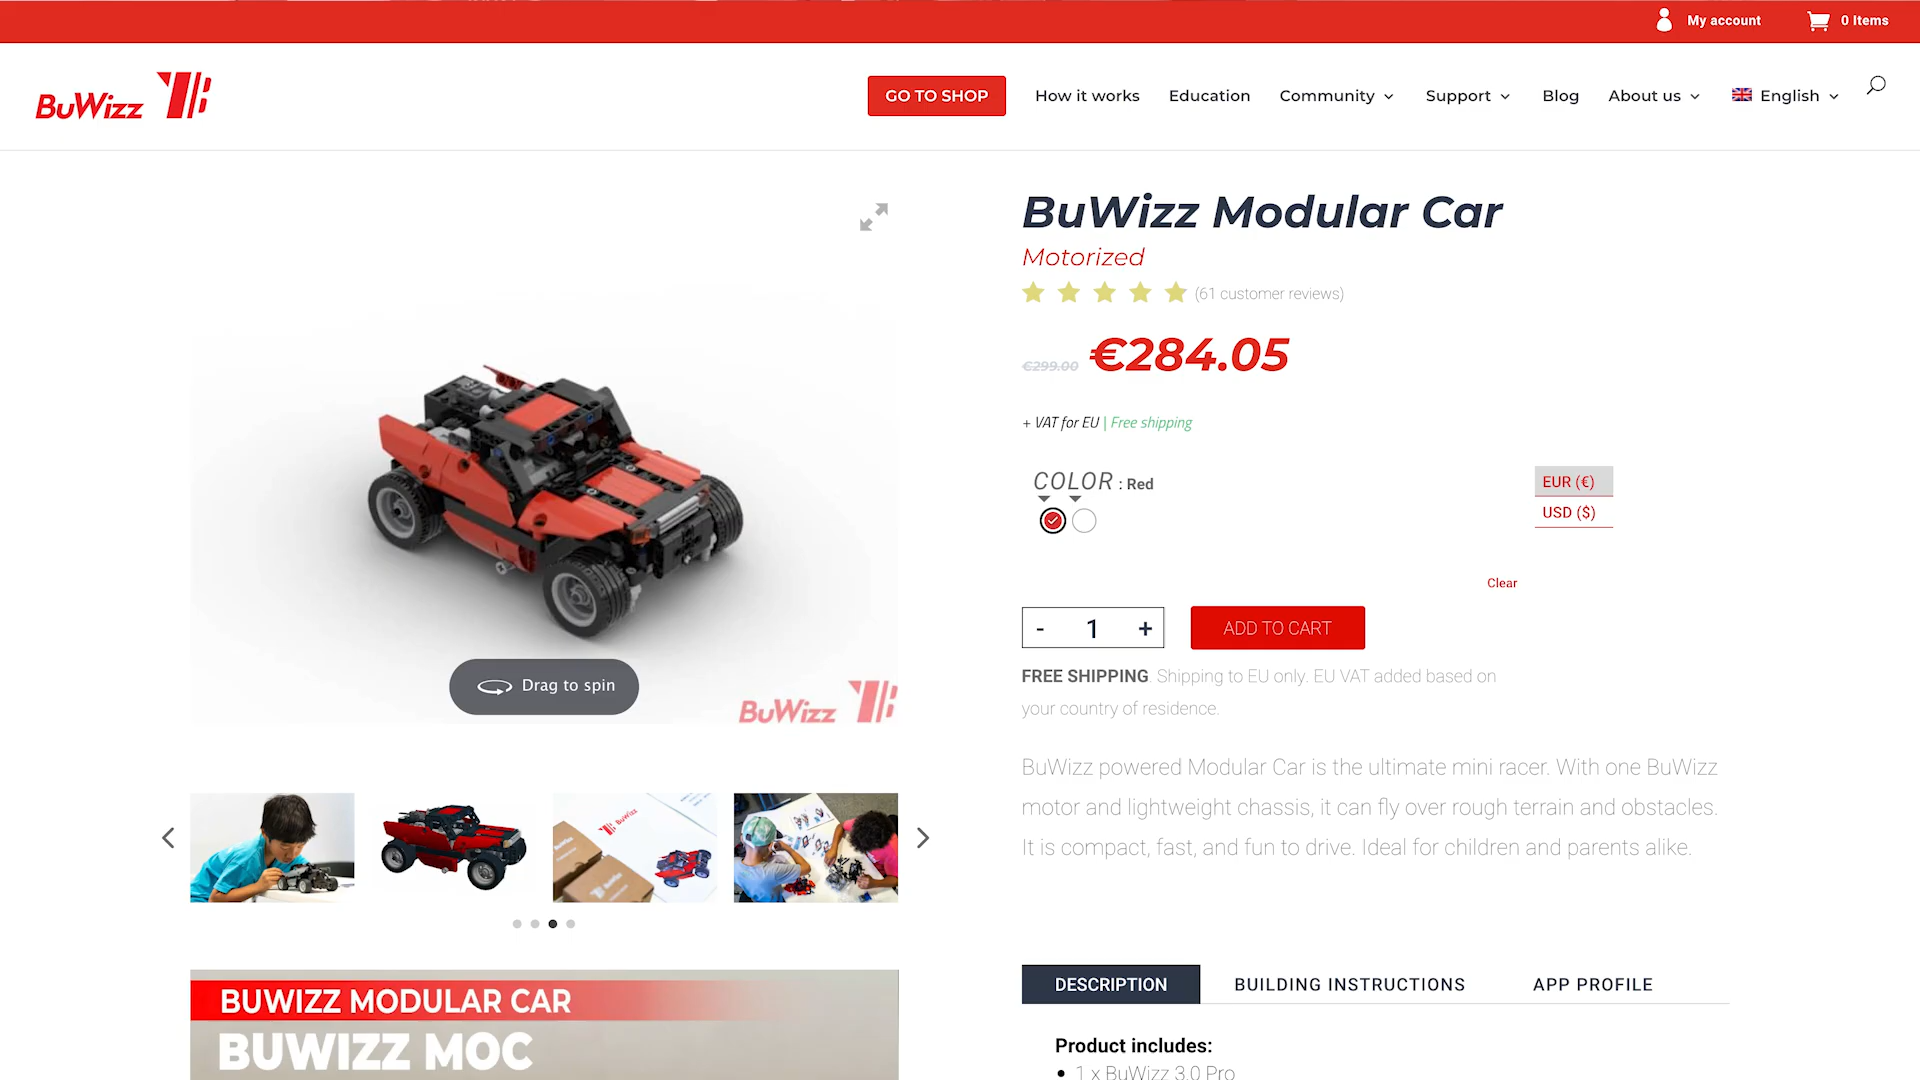 My account
0 Items
BuWizz
GO TO SHOP
How it works
Education
Community
Support
Blog
About us
English
BuWizz Modular Car
Motorized
(61 customer reviews)
€299.00 €284.05
+ VAT for EU | Free shipping
COLOR : Red
EUR (€)
USD ($)
Clear
- 1 +
ADD TO CART
FREE SHIPPING. Shipping to EU only. EU VAT added based on
your country of residence.
Drag to spin
BuWizz
BuWizz
BuWizz powered Modular Car is the ultimate mini racer. With one BuWizz
motor and lightweight chassis, it can fly over rough terrain and obstacles.
It is compact, fast, and fun to drive. Ideal for children and parents alike.
BUWIZZ MODULAR CAR
BUWIZZ MOC
DESCRIPTION
BUILDING INSTRUCTIONS
APP PROFILE
Product includes:
1 x BuWizz 3.0 Pro